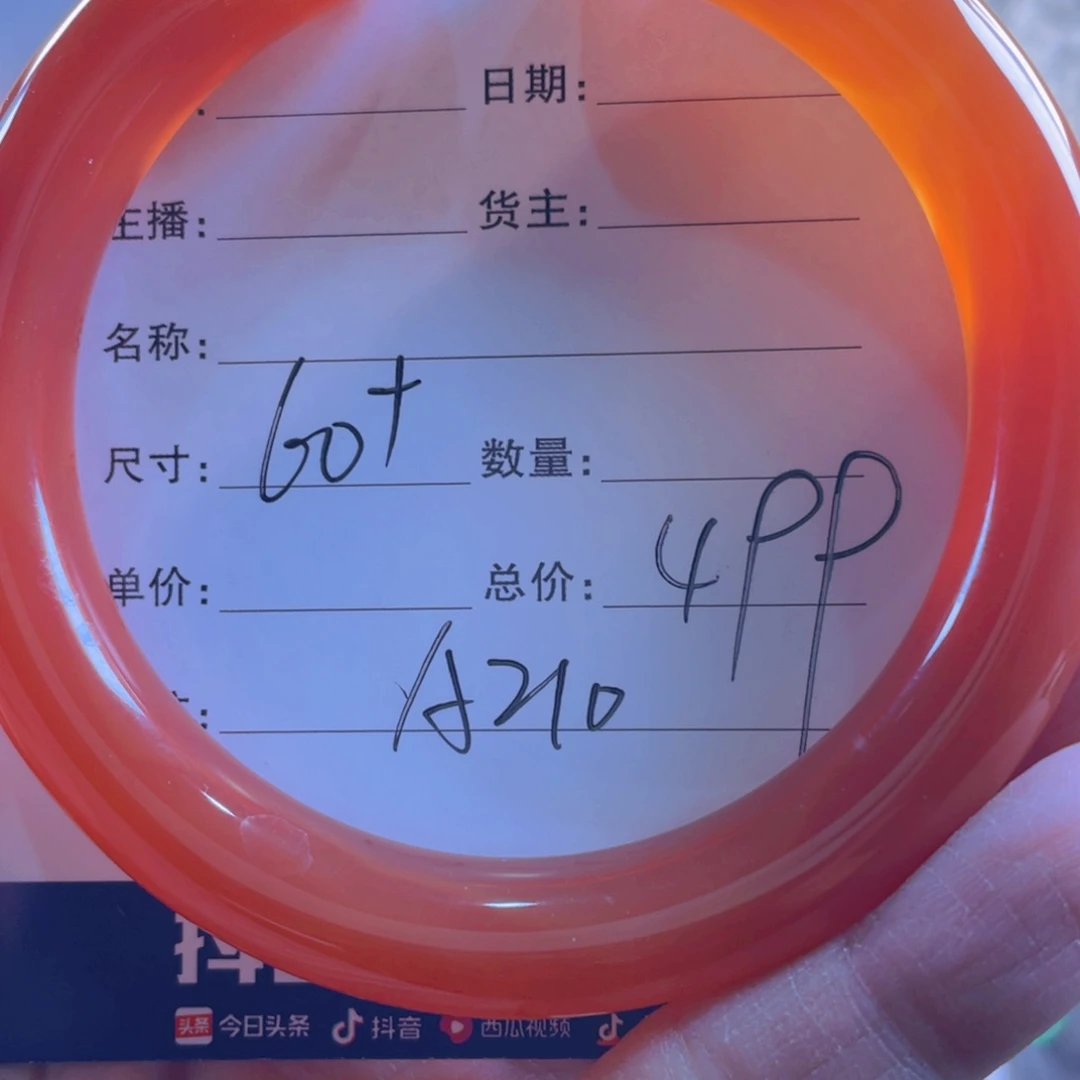 日期:
主播: 货主:
名称:
尺寸: 60+ 数量:
单价: 总价: 4PP
A210
头条 今日头条 抖音 西瓜视频